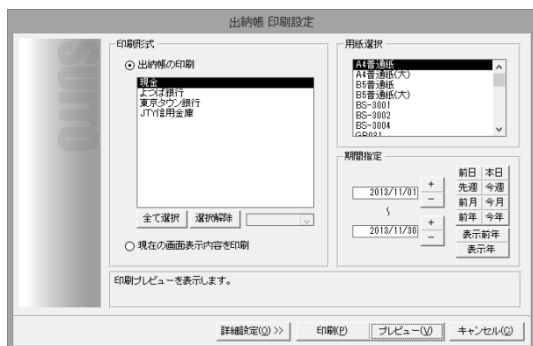 出納帳 印刷設定
SUITO
印刷形式
出納帳の印刷
現金
よつば銀行
東京タウン銀行
JTY信用金庫
全て選択 選択解除
現在の画面表示内容を印刷
用紙選択
A4普通紙
A4普通紙(大)
B5普通紙
B5普通紙(大)
BS-3001
BS-3002
BS-3004
GB031
期間指定
2013/11/01 + -
～
2013/11/30 + -
前日 本日
先週 今週
前月 今月
前年 今年
表示前年
表示年
印刷プレビューを表示します。
詳細設定(O) >> 印刷(P) プレビュー(V) キャンセル(C)